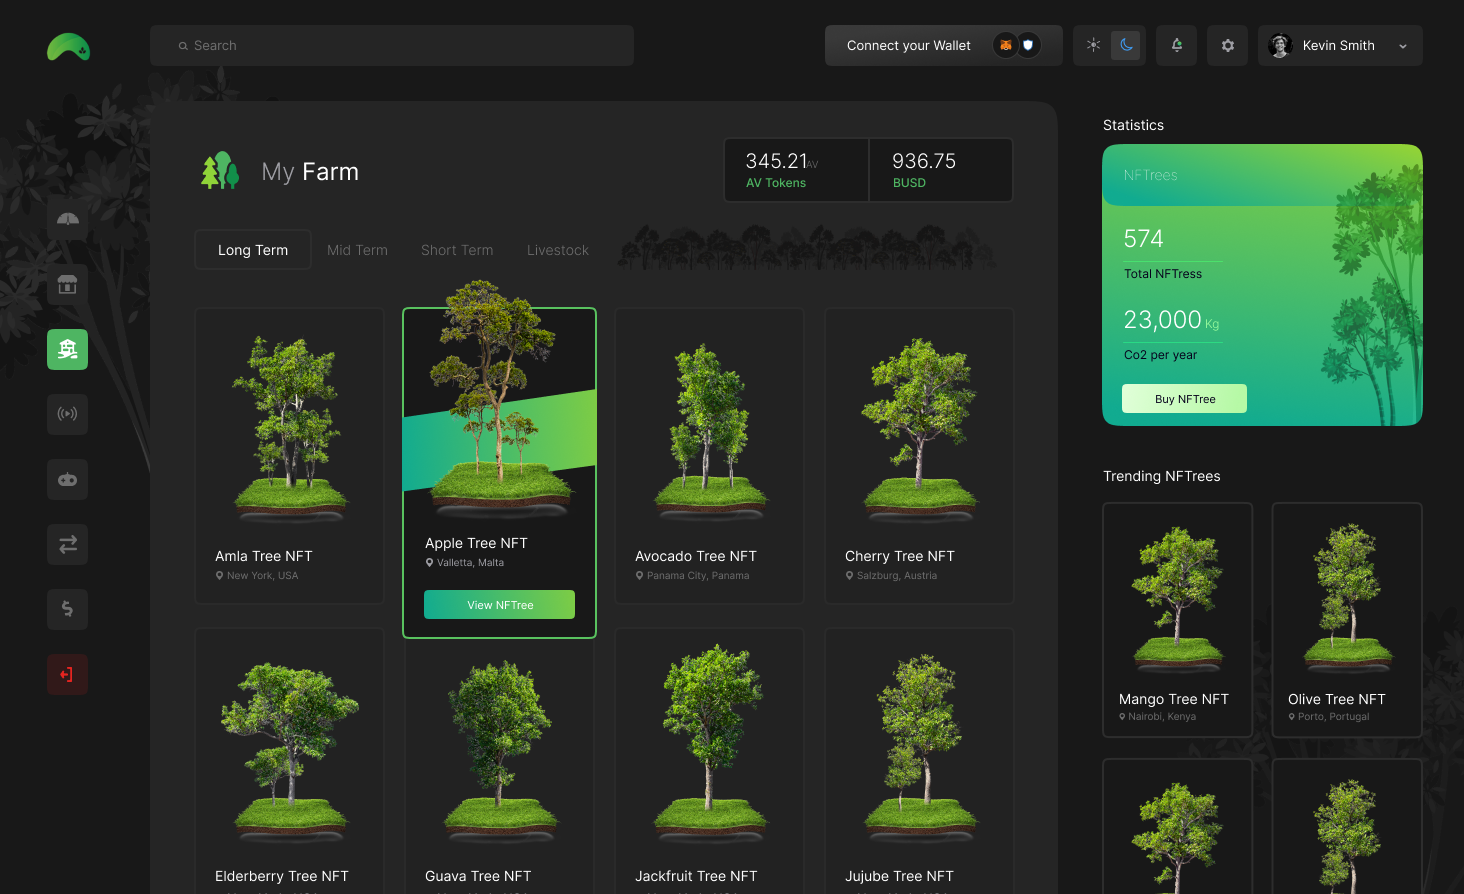 Search
Connect your Wallet
Kevin Smith
My Farm
345.21AV
AV Tokens
936.75
BUSD
Long Term
Mid Term
Short Term
Livestock
Amla Tree NFT
New York, USA
Apple Tree NFT
Valletta, Malta
View NFTree
Avocado Tree NFT
Panama City, Panama
Cherry Tree NFT
Salzburg, Austria
Elderberry Tree NFT
Guava Tree NFT
Jackfruit Tree NFT
Jujube Tree NFT
Statistics
NFTrees
574
Total NFTress
23,000 Kg
Co2 per year
Buy NFTree
Trending NFTrees
Mango Tree NFT
Nairobi, Kenya
Olive Tree NFT
Porto, Portugal